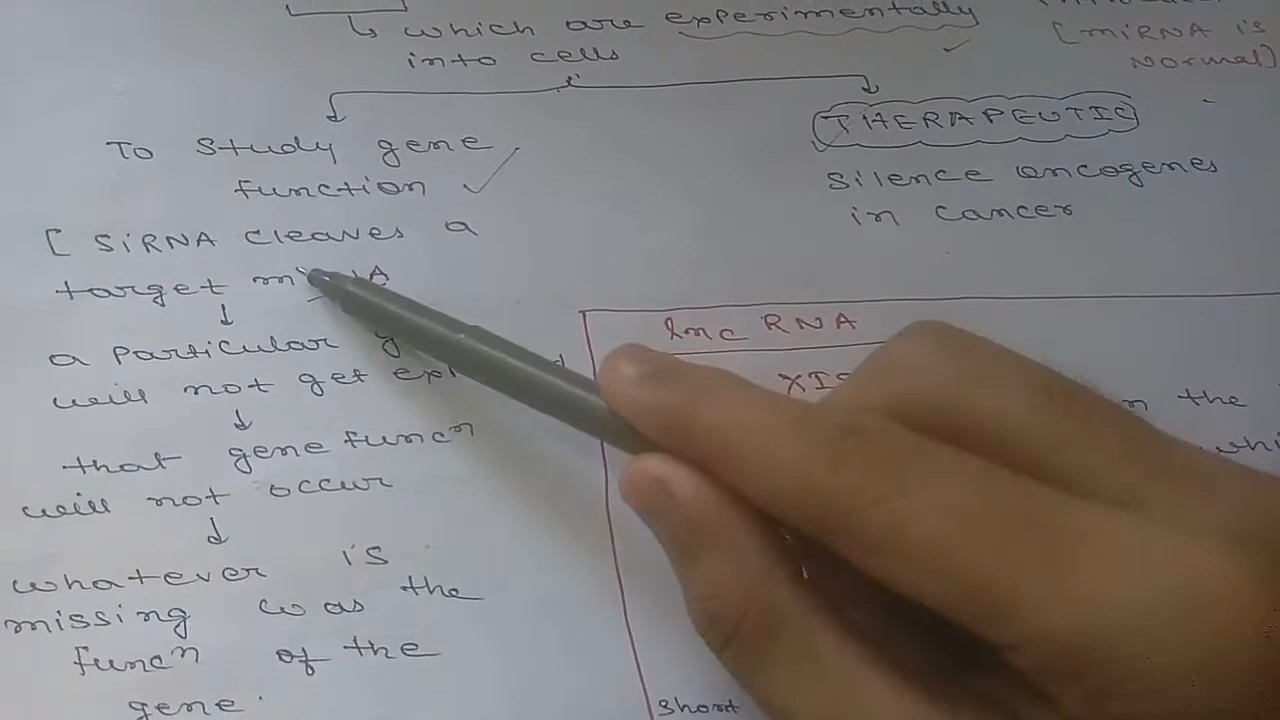 which are experimentally
into cells
[miRNA is
Normal]
To study gene
function
[ SiRNA cleaves a
target
a particular
will not get
that gene funcn
will not occur
whatever is
missing was the
funcn of the
gene.
THERAPEUTIC
Silence oncogenes
in cancer
lnc RNA
the
Short